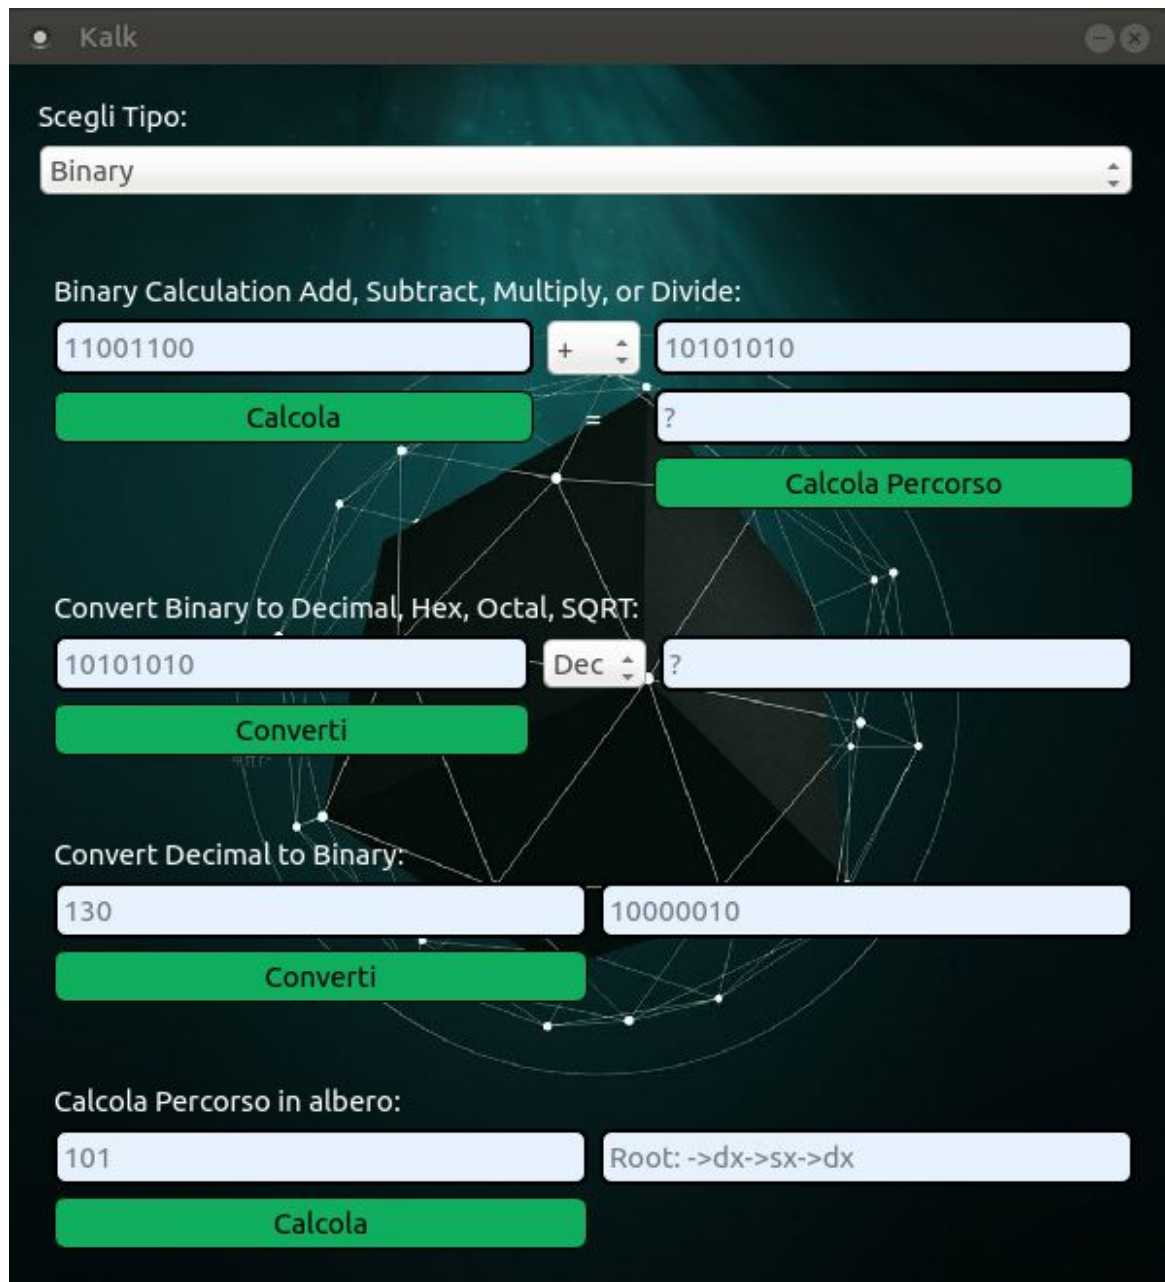 Kalk
Scegli Tipo:
Binary
Binary Calculation Add, Subtract, Multiply, or Divide:
11001100 + 10101010
Calcola = ?
Calcola Percorso
Convert Binary to Decimal, Hex, Octal, SQRT:
10101010 Dec ?
Converti
Convert Decimal to Binary:
130 10000010
Converti
Calcola Percorso in albero:
101 Root: ->dx->sx->dx
Calcola